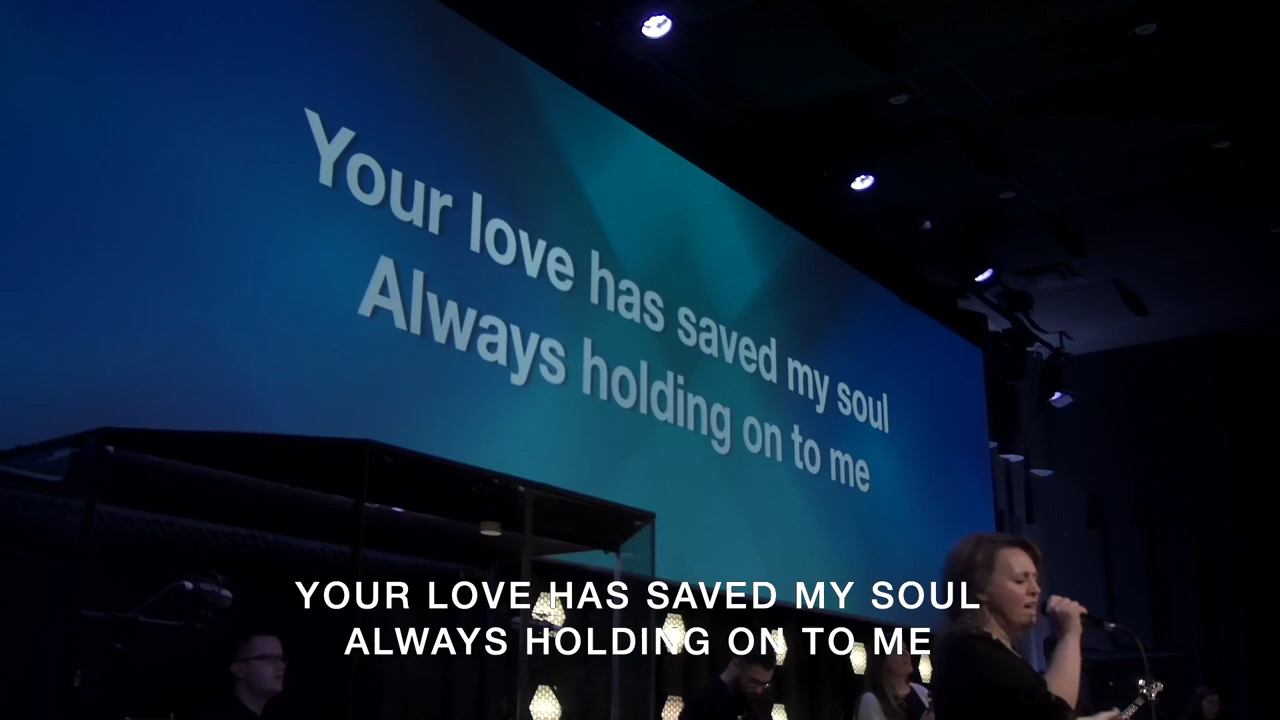 Your love has saved my soul
Always holding on to me
YOUR LOVE HAS SAVED MY SOUL
ALWAYS HOLDING ON TO ME